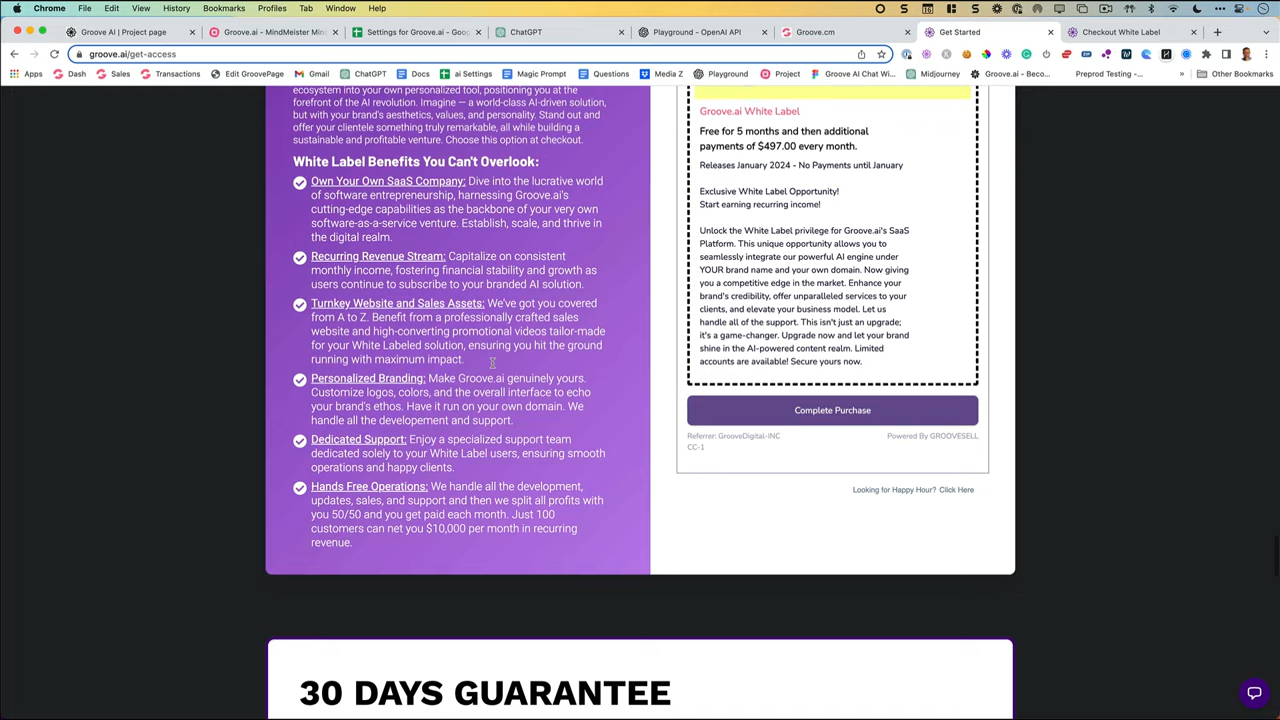 Chrome File Edit View History Bookmarks Profiles Tab Window Help
Groove AI | Project page
Groove.ai - MindMeister Min
Settings for Groove.ai - Goo
ChatGPT
Playground - OpenAI API
Groove.cm
Get Started
Checkout White Label
groove.ai/get-access
Apps Dash Sales Transactions Edit GroovePage Gmail ChatGPT Docs ai Settings Magic Prompt Questions Media Z Playground Project Groove AI Chat Wi... Midjourney Groove.ai - Beco... Preprod Testing -... » Other Bookmarks
ecosystem into your own personalized tool, positioning you at the
forefront of the AI revolution. Imagine — a world-class AI-driven solution,
but with your brand's aesthetics, values, and personality. Stand out and
offer your clientele something truly remarkable, all while building a
sustainable and profitable venture. Choose this option at checkout.
White Label Benefits You Can't Overlook:
Own Your Own SaaS Company: Dive into the lucrative world
of software entrepreneurship, harnessing Groove.ai's
cutting-edge capabilities as the backbone of your very own
software-as-a-service venture. Establish, scale, and thrive in
the digital realm.
Recurring Revenue Stream: Capitalize on consistent
monthly income, fostering financial stability and growth as
users continue to subscribe to your branded AI solution.
Turnkey Website and Sales Assets: We've got you covered
from A to Z. Benefit from a professionally crafted sales
website and high-converting promotional videos tailor-made
for your White Labeled solution, ensuring you hit the ground
running with maximum impact.
Personalized Branding: Make Groove.ai genuinely yours.
Customize logos, colors, and the overall interface to echo
your brand's ethos. Have it run on your own domain. We
handle all the developement and support.
Dedicated Support: Enjoy a specialized support team
dedicated solely to your White Label users, ensuring smooth
operations and happy clients.
Hands Free Operations: We handle all the development,
updates, sales, and support and then we split all profits with
you 50/50 and you get paid each month. Just 100
customers can net you $10,000 per month in recurring
revenue.
Groove.ai White Label
Free for 5 months and then additional
payments of $497.00 every month.
Releases January 2024 - No Payments until January
Exclusive White Label Opportunity!
Start earning recurring income!
Unlock the White Label privilege for Groove.ai's SaaS
Platform. This unique opportunity allows you to
seamlessly integrate our powerful AI engine under
YOUR brand name and your own domain. Now giving
you a competitive edge in the market. Enhance your
brand's credibility, offer unparalleled services to your
clients, and elevate your business model. Let us
handle all of the support. This isn't just an upgrade;
it's a game-changer. Upgrade now and let your brand
shine in the AI-powered content realm. Limited
accounts are available! Secure yours now.
Complete Purchase
Referrer: GrooveDigital-INC
CC-1
Powered By GROOVESELL
Looking for Happy Hour? Click Here
30 DAYS GUARANTEE